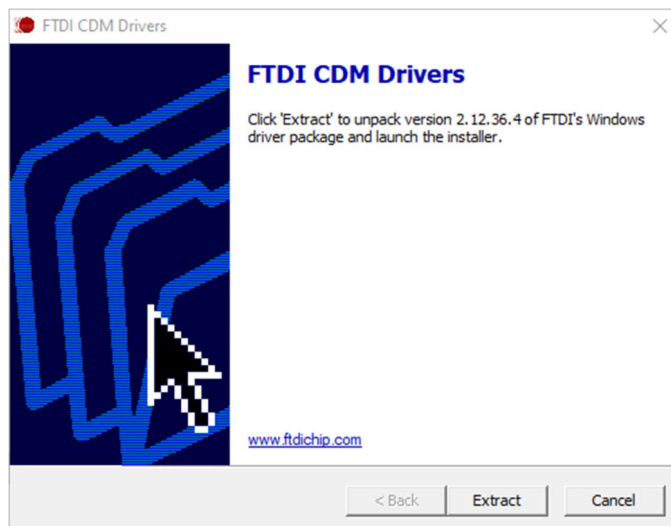 FTDI CDM Drivers
FTDI CDM Drivers
Click 'Extract' to unpack version 2.12.36.4 of FTDI's Windows
driver package and launch the installer.
www.ftdichip.com
< Back Extract Cancel